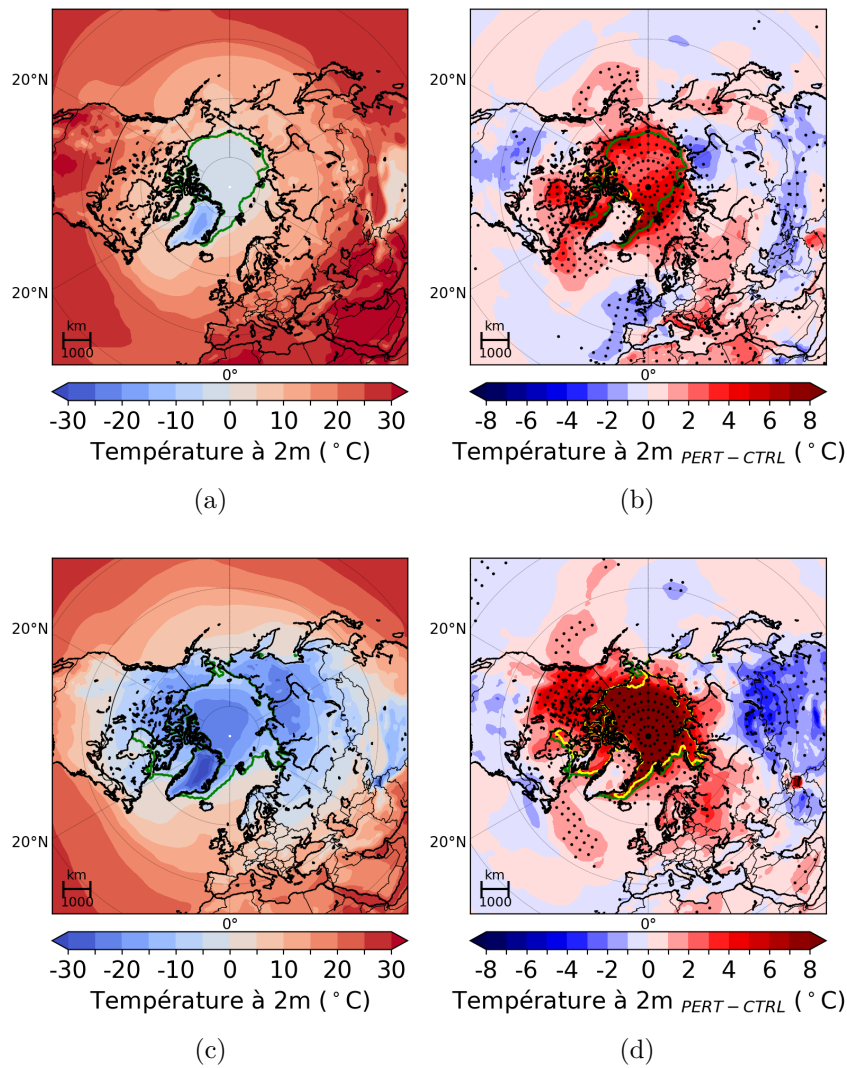 20°N
20°N
km
1000
0°
-30 -20 -10 0 10 20 30
Température à 2m (°C)
(a)
20°N
20°N
km
1000
0°
-8 -6 -4 -2 0 2 4 6 8
Température à 2m PERT−CTRL (°C)
(b)
20°N
20°N
km
1000
0°
-30 -20 -10 0 10 20 30
Température à 2m (°C)
(c)
20°N
20°N
km
1000
0°
-8 -6 -4 -2 0 2 4 6 8
Température à 2m PERT−CTRL (°C)
(d)